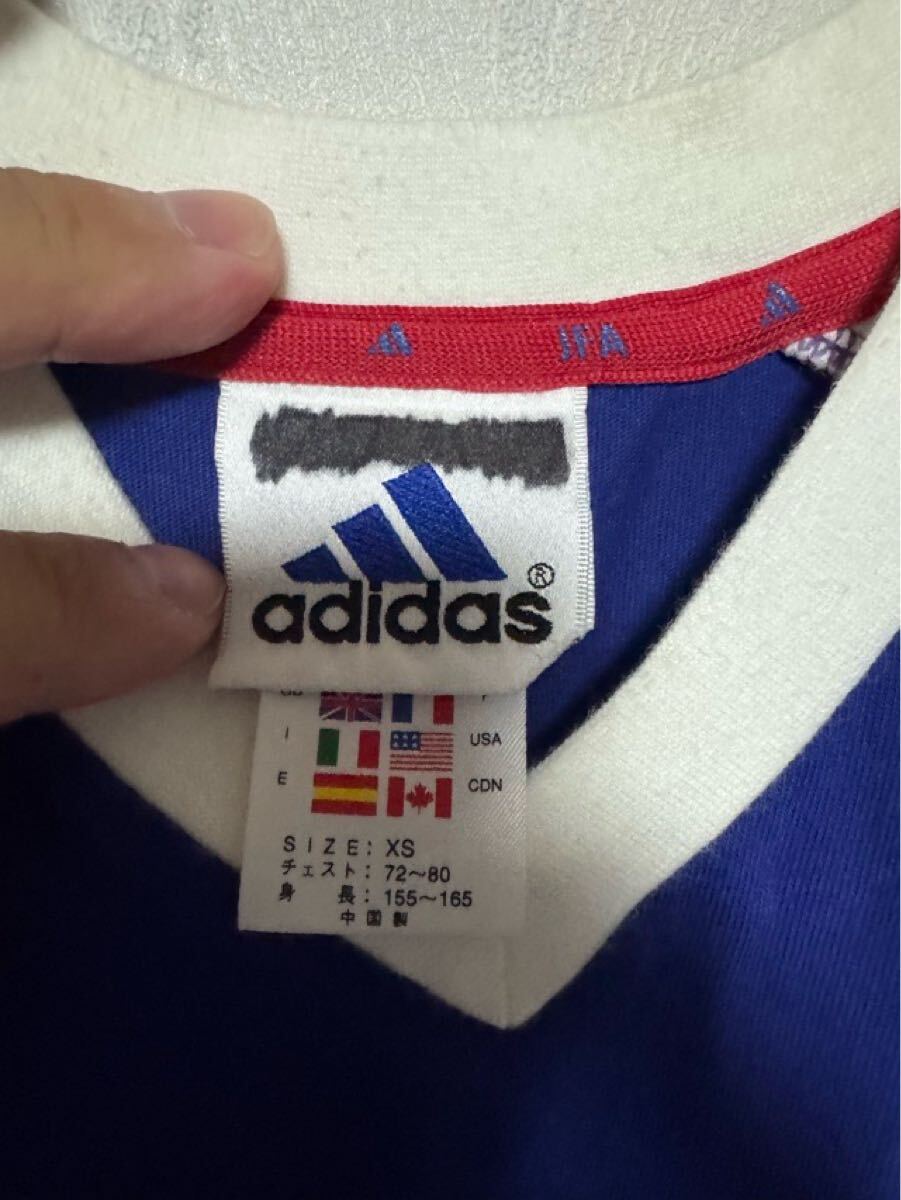 JFA
adidas®
I USA
E CDN
SIZE: XS
チェスト: 72〜80
身 長: 155〜165
中国製